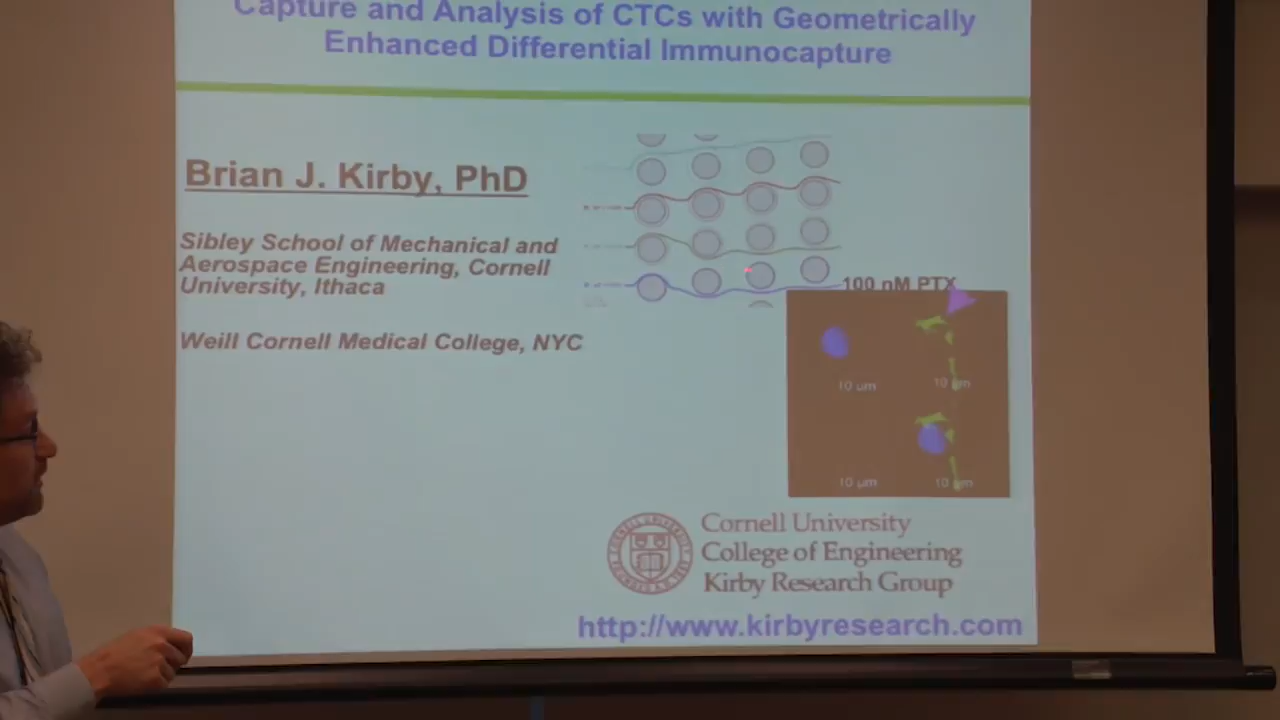 Capture and Analysis of CTCs with Geometrically
Enhanced Differential Immunocapture
Brian J. Kirby, PhD
Sibley School of Mechanical and
Aerospace Engineering, Cornell
University, Ithaca
Weill Cornell Medical College, NYC
100 nM PTX
10 µm
10 µm
10 µm
10 µm
Cornell University
College of Engineering
Kirby Research Group
http://www.kirbyresearch.com